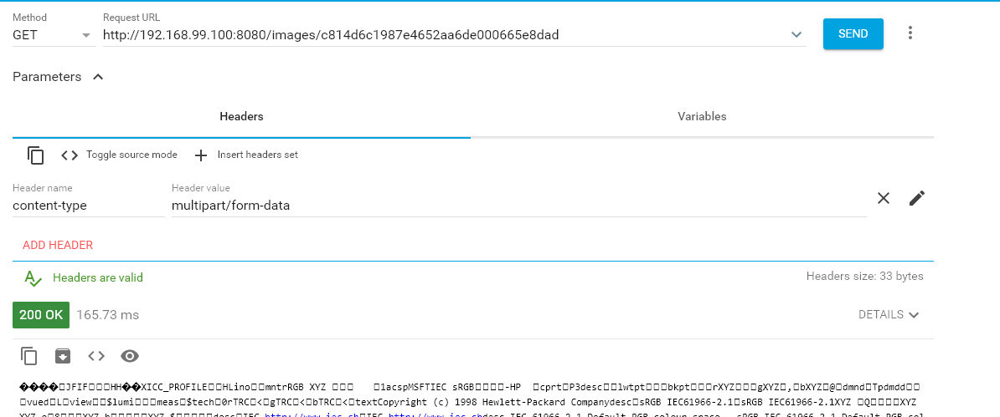 Method
Request URL
GET
http://192.168.99.100:8080/images/c814d6c1987e4652aa6de000665e8dad
SEND
Parameters
Headers
Variables
Toggle source mode
Insert headers set
Header name
Header value
content-type
multipart/form-data
ADD HEADER
Headers are valid
Headers size: 33 bytes
200 OK
165.73 ms
DETAILS
����□JFIF□□□HH��XICC_PROFILE□□HLino□□mntrRGB XYZ □□□ □1acspMSFTIEC sRGB□□□□-HP □cprt□P3desc□□lwtpt□□□bkpt□□□rXYZ□□□gXYZ□,□bXYZ□@□dmnd□Tpdmdd□□
□vued□L□view□□$lumi□□□meas□$tech□0rTRC□<□gTRC□<□bTRC□<□textCopyright (c) 1998 Hewlett-Packard Companydesc□sRGB IEC61966-2.1□sRGB IEC61966-2.1XYZ □Q□□□□XYZ